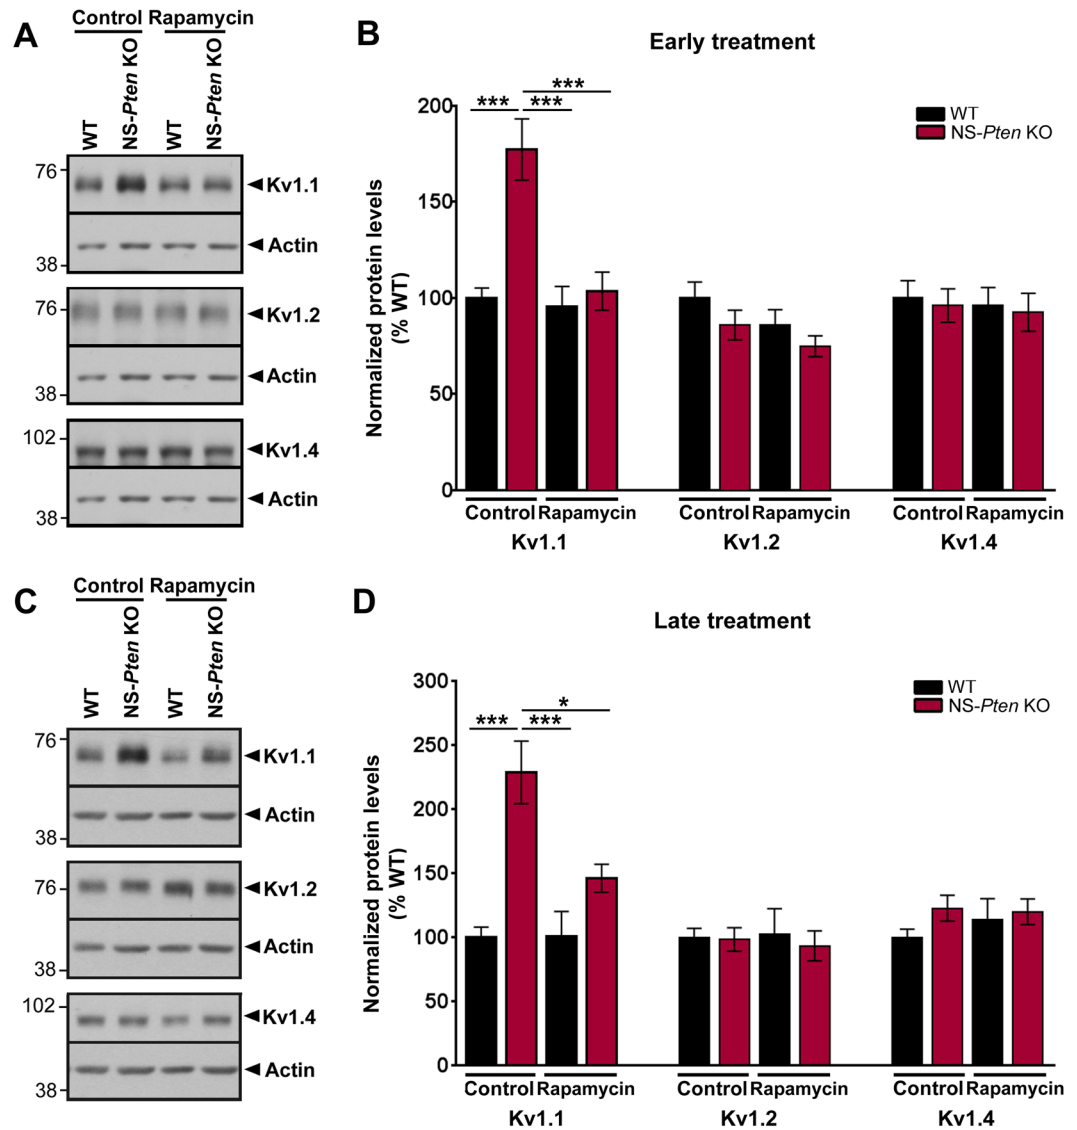 A
Control Rapamycin
WT
NS-Pten KO
WT
NS-Pten KO
76
Kv1.1
Actin
38
76
Kv1.2
Actin
38
102
Kv1.4
Actin
38
B
Early treatment
Normalized protein levels
(% WT)
200
150
100
50
0
*** *** ***
WT
NS-Pten KO
Control Rapamycin Control Rapamycin Control Rapamycin
Kv1.1 Kv1.2 Kv1.4
C
Control Rapamycin
WT
NS-Pten KO
WT
NS-Pten KO
76
Kv1.1
Actin
38
76
Kv1.2
Actin
38
102
Kv1.4
Actin
38
D
Late treatment
Normalized protein levels
(% WT)
300
250
200
150
100
50
0
*** *** *
WT
NS-Pten KO
Control Rapamycin Control Rapamycin Control Rapamycin
Kv1.1 Kv1.2 Kv1.4